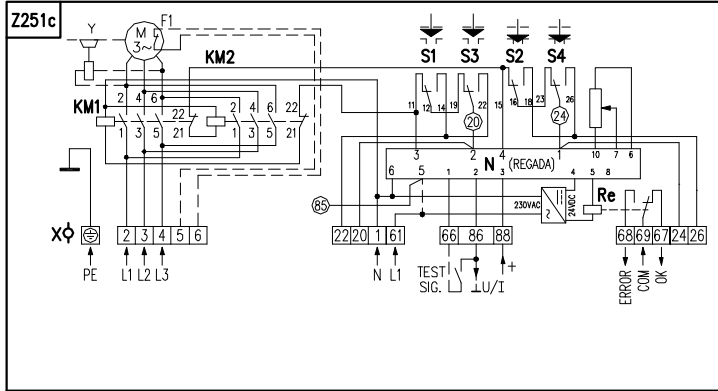 Z251c
Y
M
3~
F1
KM2
KM1
S1 S3 S2 S4
2 4 6
22
2 4 6 22
1 3 5 21
1 3 5 21
11 12 14 19 22 15 16 18 23 26
20
24
3 2 4 1 10 7 6
N (REGADA)
6 5 1 2 3 4 5 8
85
230VAC
24VDC
Re
X
2 3 4 5 6
22 20 1 61
66 86 88
68 69 67 24 26
PE
L1 L2 L3
N L1
TEST
SIG.
⊥U/I
+
ERROR
COM
OK